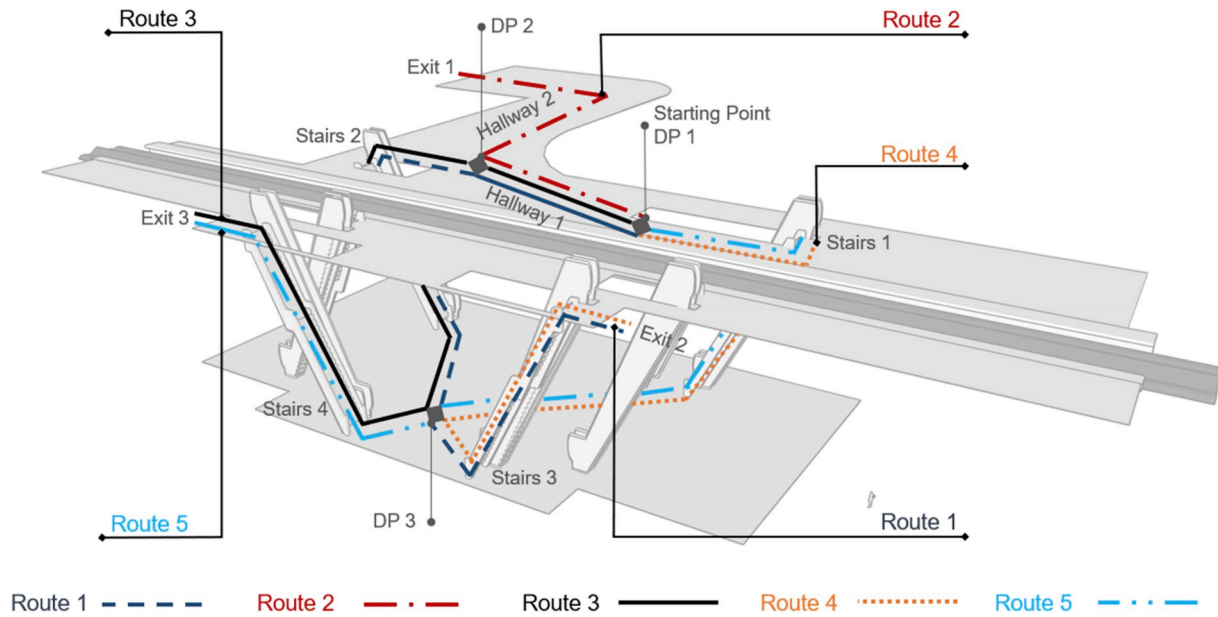 Route 3
DP 2
Route 2
Exit 1
Hallway 2
Starting Point
DP 1
Stairs 2
Route 4
Hallway 1
Exit 3
Stairs 1
Exit 2
Stairs 4
Stairs 3
Route 5
DP 3
Route 1
Route 1
Route 2
Route 3
Route 4
Route 5